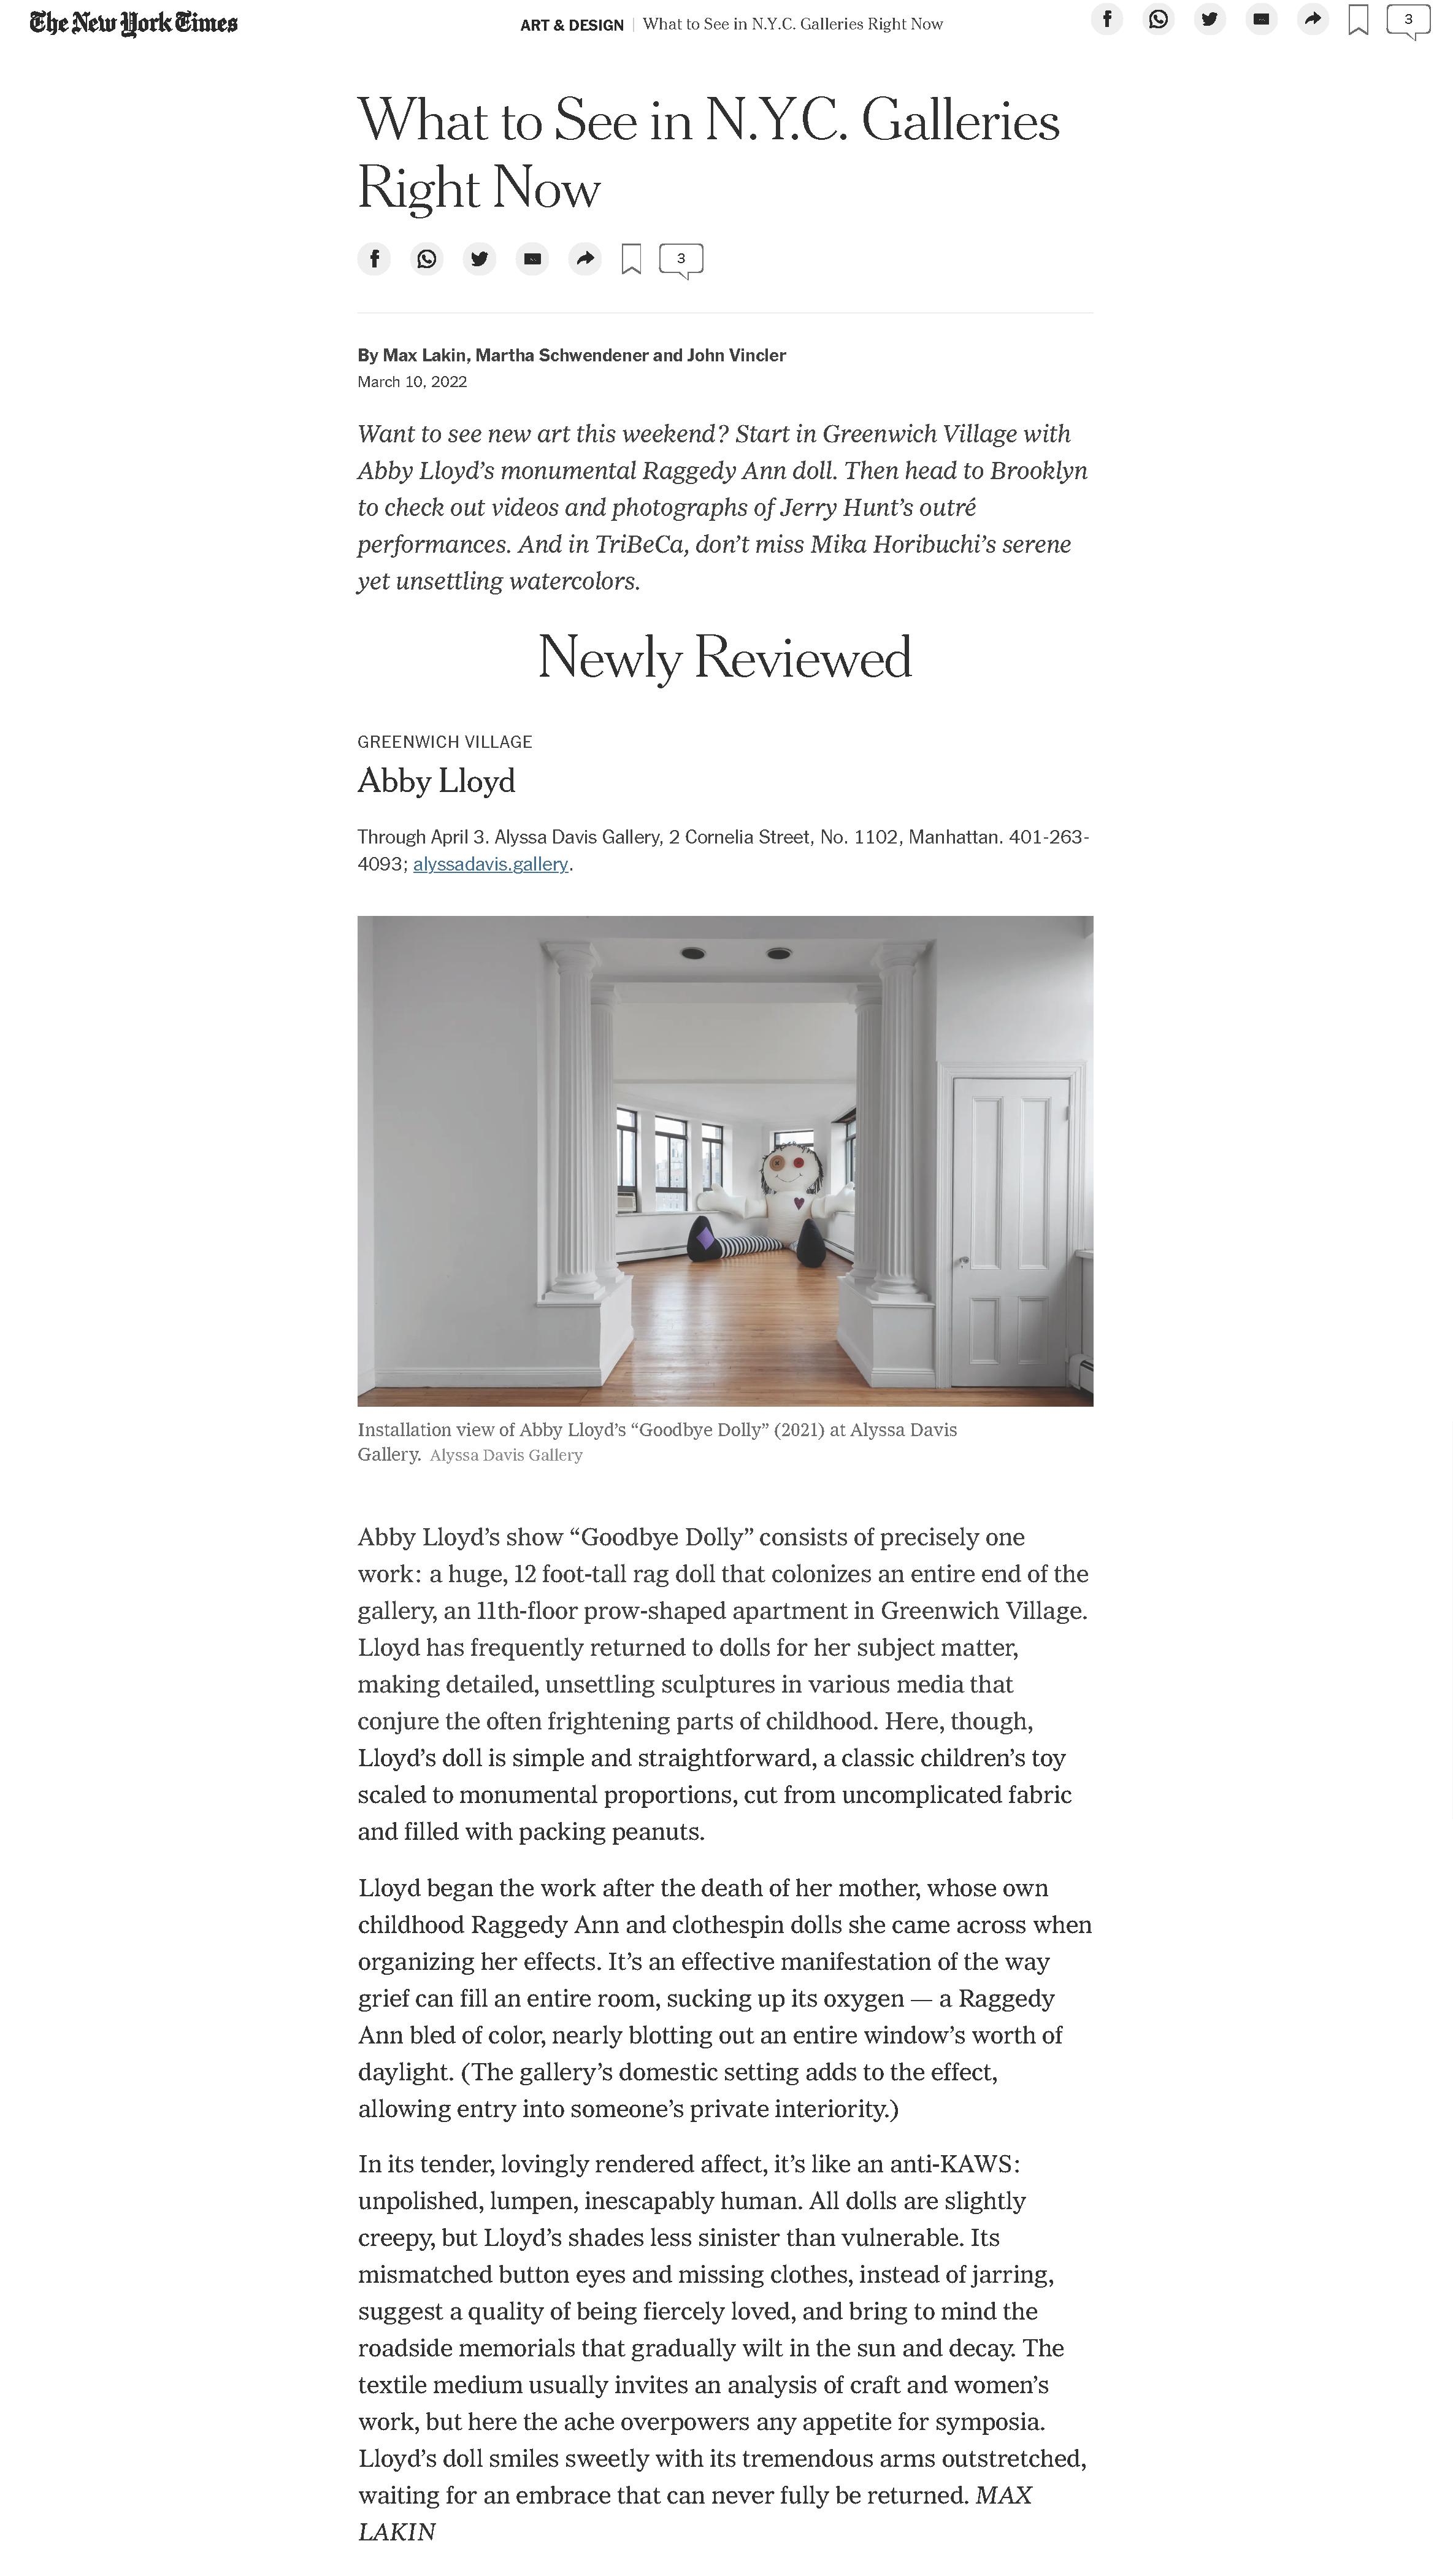 The New York Times
ART & DESIGN | What to See in N.Y.C. Galleries Right Now
3
What to See in N.Y.C. Galleries
Right Now
3
By Max Lakin, Martha Schwendener and John Vincler
March 10, 2022
Want to see new art this weekend? Start in Greenwich Village with
Abby Lloyd’s monumental Raggedy Ann doll. Then head to Brooklyn
to check out videos and photographs of Jerry Hunt’s outré
performances. And in TriBeCa, don’t miss Mika Horibuchi’s serene
yet unsettling watercolors.
Newly Reviewed
GREENWICH VILLAGE
Abby Lloyd
Through April 3. Alyssa Davis Gallery, 2 Cornelia Street, No. 1102, Manhattan. 401-263-
4093; alyssadavis.gallery.
Installation view of Abby Lloyd’s “Goodbye Dolly” (2021) at Alyssa Davis
Gallery. Alyssa Davis Gallery
Abby Lloyd’s show “Goodbye Dolly” consists of precisely one
work: a huge, 12 foot-tall rag doll that colonizes an entire end of the
gallery, an 11th-floor prow-shaped apartment in Greenwich Village.
Lloyd has frequently returned to dolls for her subject matter,
making detailed, unsettling sculptures in various media that
conjure the often frightening parts of childhood. Here, though,
Lloyd’s doll is simple and straightforward, a classic children’s toy
scaled to monumental proportions, cut from uncomplicated fabric
and filled with packing peanuts.
Lloyd began the work after the death of her mother, whose own
childhood Raggedy Ann and clothespin dolls she came across when
organizing her effects. It’s an effective manifestation of the way
grief can fill an entire room, sucking up its oxygen — a Raggedy
Ann bled of color, nearly blotting out an entire window’s worth of
daylight. (The gallery’s domestic setting adds to the effect,
allowing entry into someone’s private interiority.)
In its tender, lovingly rendered affect, it’s like an anti-KAWS:
unpolished, lumpen, inescapably human. All dolls are slightly
creepy, but Lloyd’s shades less sinister than vulnerable. Its
mismatched button eyes and missing clothes, instead of jarring,
suggest a quality of being fiercely loved, and bring to mind the
roadside memorials that gradually wilt in the sun and decay. The
textile medium usually invites an analysis of craft and women’s
work, but here the ache overpowers any appetite for symposia.
Lloyd’s doll smiles sweetly with its tremendous arms outstretched,
waiting for an embrace that can never fully be returned. MAX
LAKIN